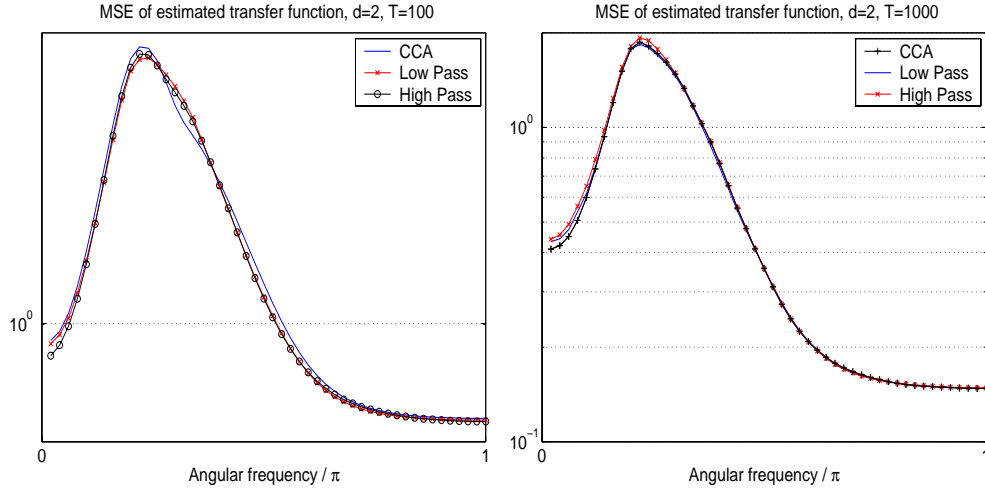 MSE of estimated transfer function, d=2, T=100
CCA
Low Pass
High Pass
10^0
0
1
Angular frequency / π
MSE of estimated transfer function, d=2, T=1000
CCA
Low Pass
High Pass
10^0
10^-1
0
1
Angular frequency / π